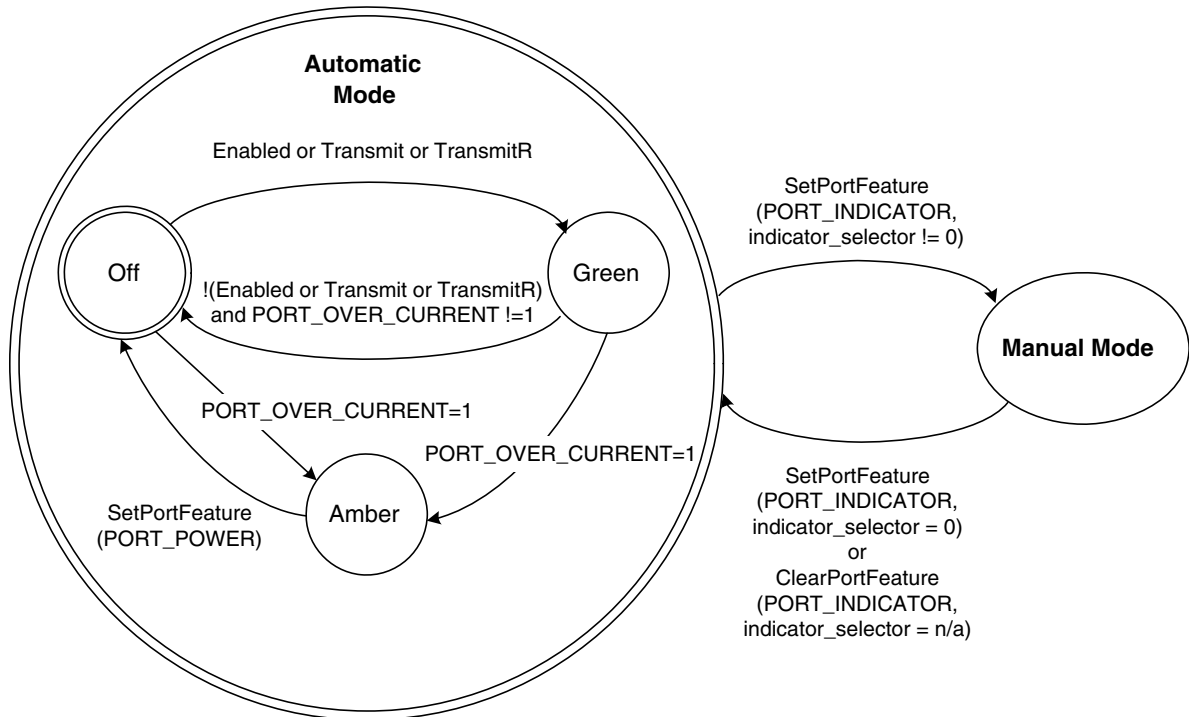 Automatic
Mode
Enabled or Transmit or TransmitR
Off
Green
!(Enabled or Transmit or TransmitR)
and PORT_OVER_CURRENT !=1
PORT_OVER_CURRENT=1
PORT_OVER_CURRENT=1
SetPortFeature
(PORT_POWER)
Amber
SetPortFeature
(PORT_INDICATOR,
indicator_selector != 0)
Manual Mode
SetPortFeature
(PORT_INDICATOR,
indicator_selector = 0)
or
ClearPortFeature
(PORT_INDICATOR,
indicator_selector = n/a)